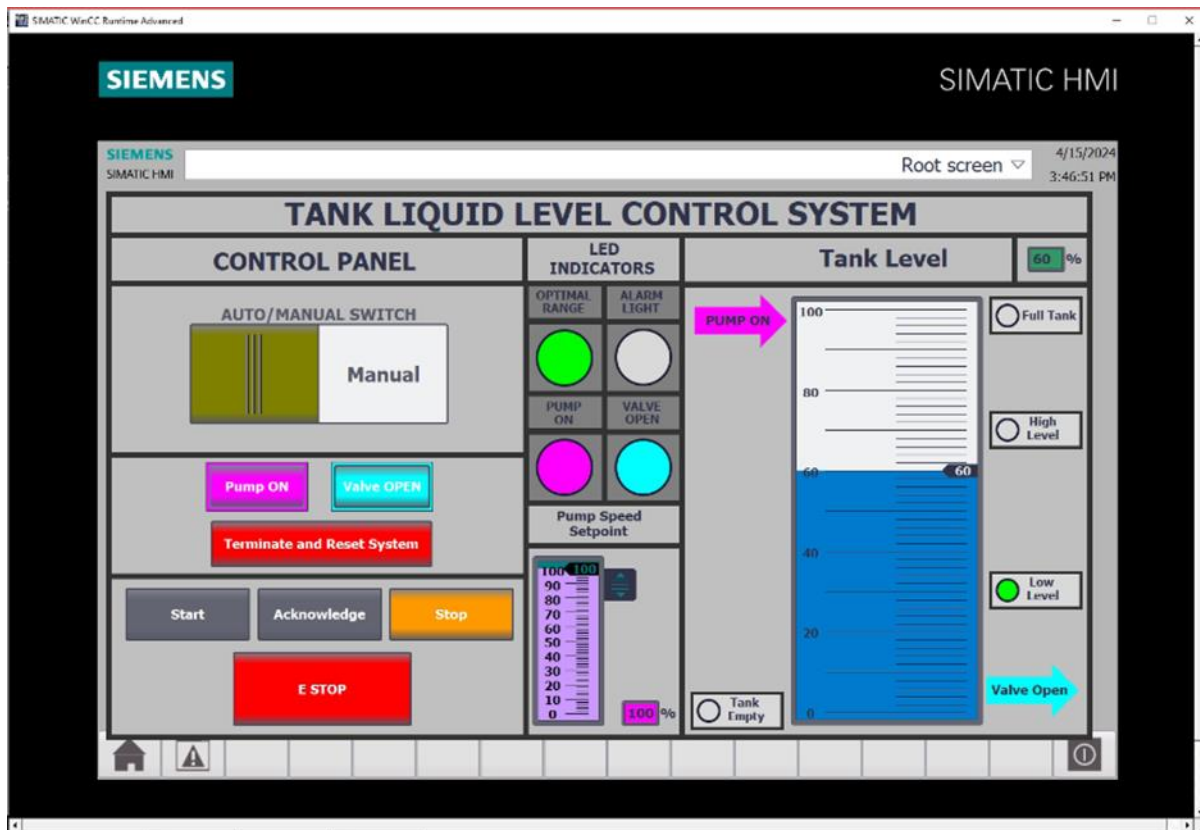 SIMATIC WinCC Runtime Advanced
SIEMENS
SIMATIC HMI
SIEMENS
SIMATIC HMI
Root screen
4/15/2024
3:46:51 PM
TANK LIQUID LEVEL CONTROL SYSTEM
CONTROL PANEL
LED
INDICATORS
Tank Level
60 %
AUTO/MANUAL SWITCH
Manual
Pump ON
Valve OPEN
Terminate and Reset System
Start
Acknowledge
Stop
E STOP
OPTIMAL
RANGE
ALARM
LIGHT
PUMP
ON
VALVE
OPEN
Pump Speed
Setpoint
100 100
90
80
70
60
50
40
30
20
10
0
100 %
PUMP ON
100
80
60 60
40
20
0
Full Tank
High
Level
Low
Level
Valve Open
Tank
Empty